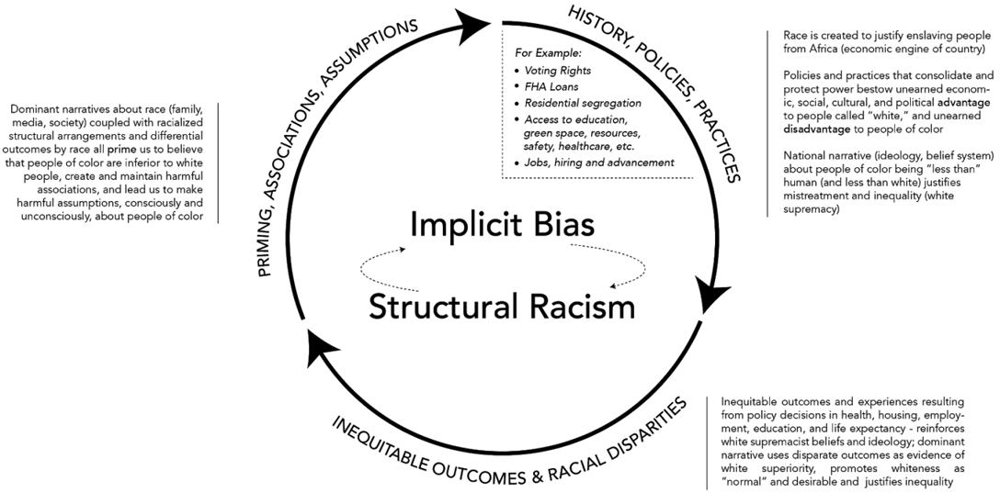 PRIMING, ASSOCIATIONS, ASSUMPTIONS
HISTORY, POLICIES, PRACTICES
INEQUITABLE OUTCOMES & RACIAL DISPARITIES
For Example:
• Voting Rights
• FHA Loans
• Residential segregation
• Access to education,
green space, resources,
safety, healthcare, etc.
• Jobs, hiring and advancement
Race is created to justify enslaving people
from Africa (economic engine of country)
Policies and practices that consolidate and
protect power bestow unearned econom-
ic, social, cultural, and political advantage
to people called “white,” and unearned
disadvantage to people of color
National narrative (ideology, belief system)
about people of color being “less than”
human (and less than white) justifies
mistreatment and inequality (white
supremacy)
Dominant narratives about race (family,
media, society) coupled with racialized
structural arrangements and differential
outcomes by race all prime us to believe
that people of color are inferior to white
people, create and maintain harmful
associations, and lead us to make
harmful assumptions, consciously and
unconsciously, about people of color
Implicit Bias
Structural Racism
Inequitable outcomes and experiences resulting
from policy decisions in health, housing, employ-
ment, education, and life expectancy - reinforces
white supremacist beliefs and ideology; dominant
narrative uses disparate outcomes as evidence of
white superiority, promotes whiteness as
“normal” and desirable and justifies inequality